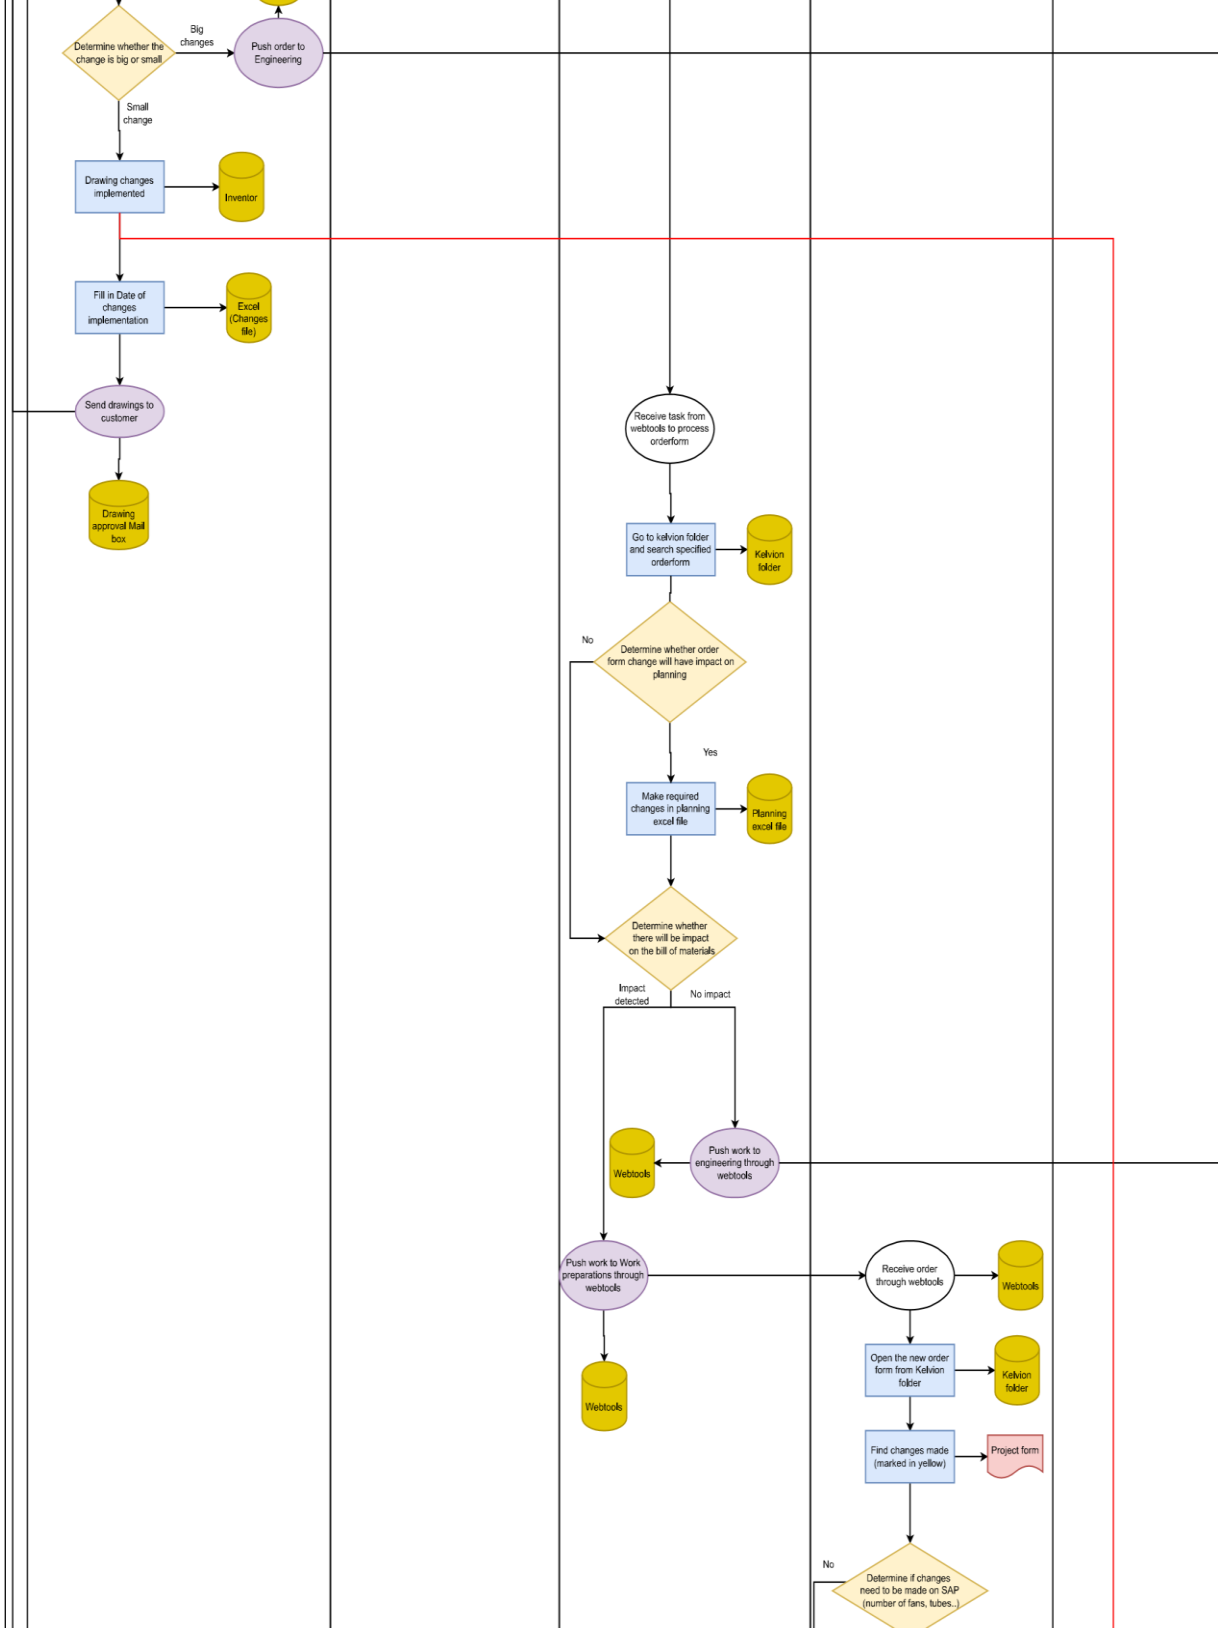 Big
changes
Determine whether the
change is big or small
Push order to
Engineering
Small
change
Drawing changes
implemented
Inventor
Fill in Date of
changes
implementation
Excel
(Changes
file)
Send drawings to
customer
Drawing
approval Mail
box
Receive task from
webtools to process
orderform
Go to kelvion folder
and search specified
orderform
Kelvion
folder
No
Determine whether order
form change will have impact on
planning
Yes
Make required
changes in planning
excel file
Planning
excel file
Determine whether
there will be impact
on the bill of materials
Impact
detected
No impact
Webtools
Push work to
engineering through
webtools
Push work to Work
preparations through
webtools
Receive order
through webtools
Webtools
Webtools
Open the new order
form from Kelvion
folder
Kelvion
folder
Find changes made
(marked in yellow)
Project form
No
Determine if changes
need to be made on SAP
(number of fans, tubes..)